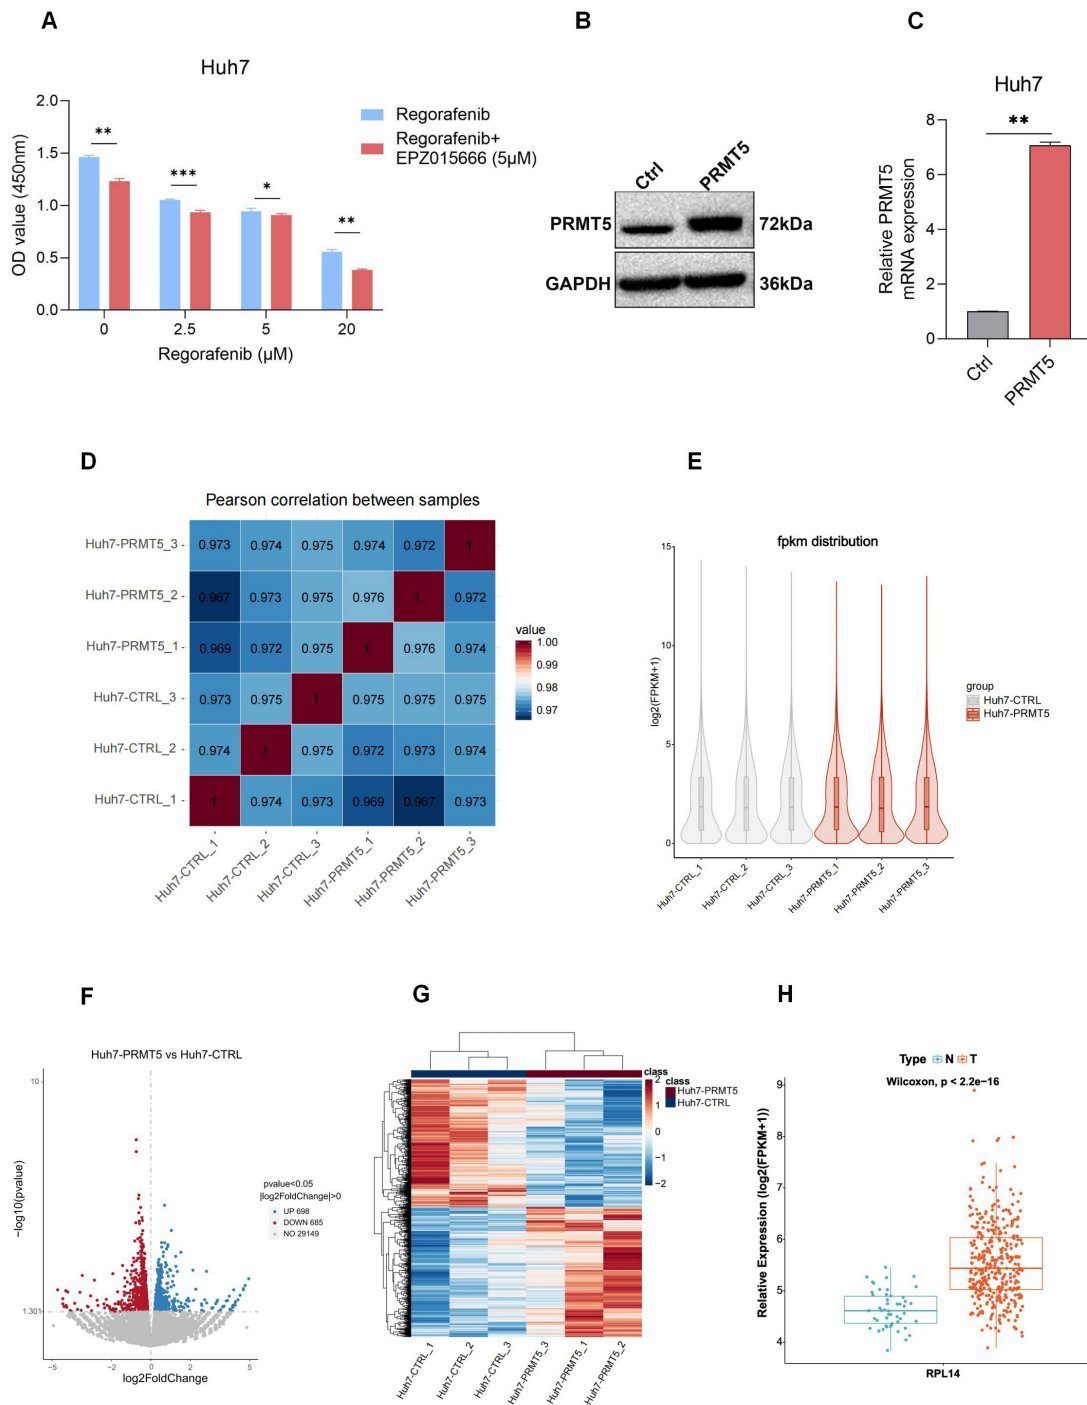 A
Huh7
2.0
1.5
1.0
0.5
0.0
OD value (450nm)
**
***
*
**
0
2.5
5
20
Regorafenib (μM)
Regorafenib
Regorafenib+
EPZ015666 (5μM)
B
Ctrl
PRMT5
PRMT5
72kDa
GAPDH
36kDa
C
Huh7
**
8
6
4
2
0
Relative PRMT5
mRNA expression
Ctrl
PRMT5
D
Pearson correlation between samples
Huh7-PRMT5_3
0.973 0.974 0.975 0.974 0.972 1
Huh7-PRMT5_2
0.967 0.973 0.975 0.976 1 0.972
Huh7-PRMT5_1
0.969 0.972 0.975 1 0.976 0.974
Huh7-CTRL_3
0.973 0.975 1 0.975 0.975 0.975
Huh7-CTRL_2
0.974 1 0.975 0.972 0.973 0.974
Huh7-CTRL_1
1 0.974 0.973 0.969 0.967 0.973
Huh7-CTRL_1
Huh7-CTRL_2
Huh7-CTRL_3
Huh7-PRMT5_1
Huh7-PRMT5_2
Huh7-PRMT5_3
value
1.00
0.99
0.98
0.97
E
fpkm distribution
15
10
5
0
log2(FPKM+1)
Huh7-CTRL_1
Huh7-CTRL_2
Huh7-CTRL_3
Huh7-PRMT5_1
Huh7-PRMT5_2
Huh7-PRMT5_3
group
Huh7-CTRL
Huh7-PRMT5
F
Huh7-PRMT5 vs Huh7-CTRL
10
1.301
−log10(pvalue)
−5
−2
0
2
5
log2FoldChange
pvalue<0.05
|log2FoldChange|>0
UP 698
DOWN 685
NO 29149
G
class
2
1
0
−1
−2
class
Huh7-PRMT5
Huh7-CTRL
Huh7-CTRL_1
Huh7-CTRL_2
Huh7-CTRL_3
Huh7-PRMT5_3
Huh7-PRMT5_1
Huh7-PRMT5_2
H
Type N T
Wilcoxon, p < 2.2e−16
9
8
7
6
5
4
Relative Expression (log2(FPKM+1))
RPL14